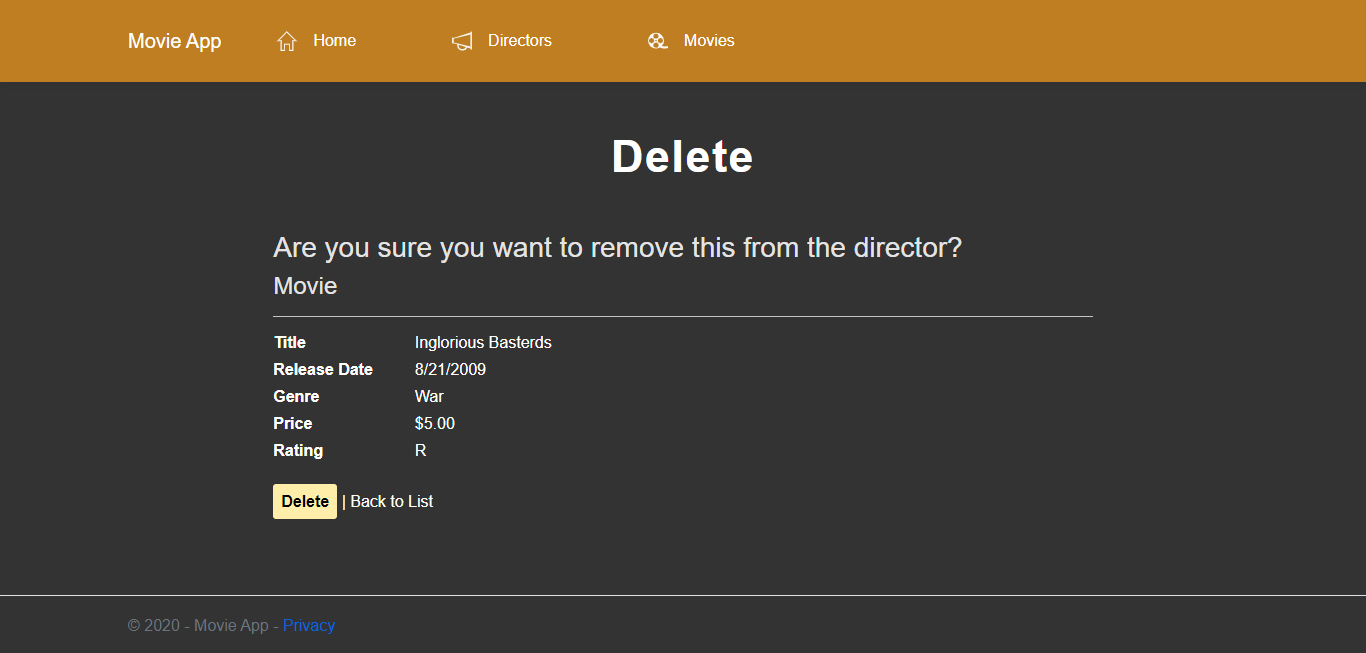 Movie App Home Directors Movies
Delete
Are you sure you want to remove this from the director?
Movie
Title Inglorious Basterds
Release Date 8/21/2009
Genre War
Price $5.00
Rating R
Delete | Back to List
© 2020 - Movie App - Privacy